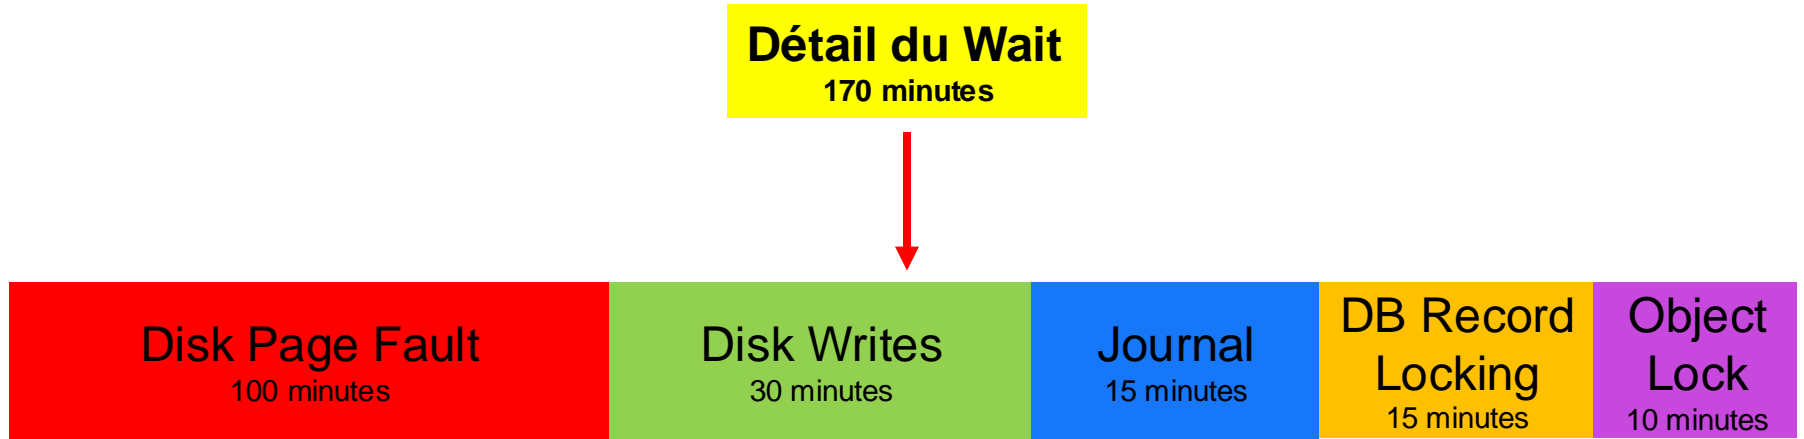 Détail du Wait
170 minutes
Disk Page Fault
100 minutes
Disk Writes
30 minutes
Journal
15 minutes
DB Record
Locking
15 minutes
Object
Lock
10 minutes